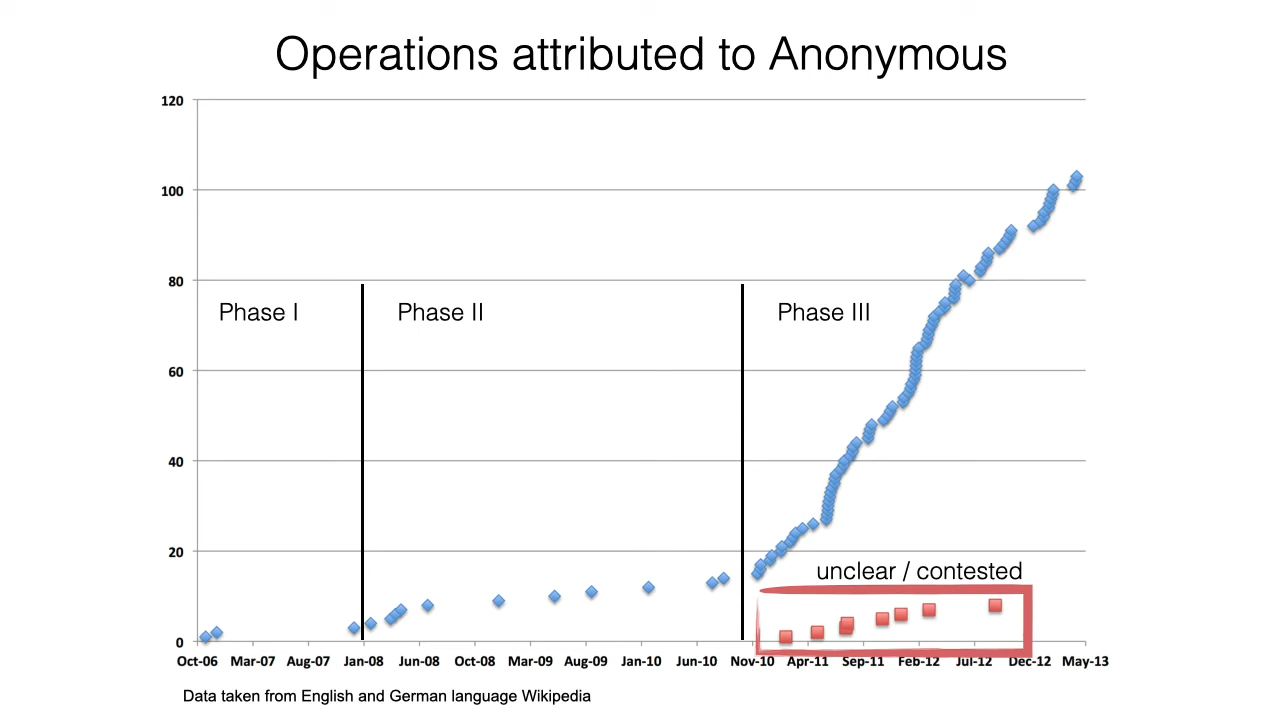 Operations attributed to Anonymous
120
100
80
60
40
20
0
Phase I
Phase II
Phase III
unclear / contested
Oct-06 Mar-07 Aug-07 Jan-08 Jun-08 Oct-08 Mar-09 Aug-09 Jan-10 Jun-10 Nov-10 Apr-11 Sep-11 Feb-12 Jul-12 Dec-12 May-13
Data taken from English and German language Wikipedia